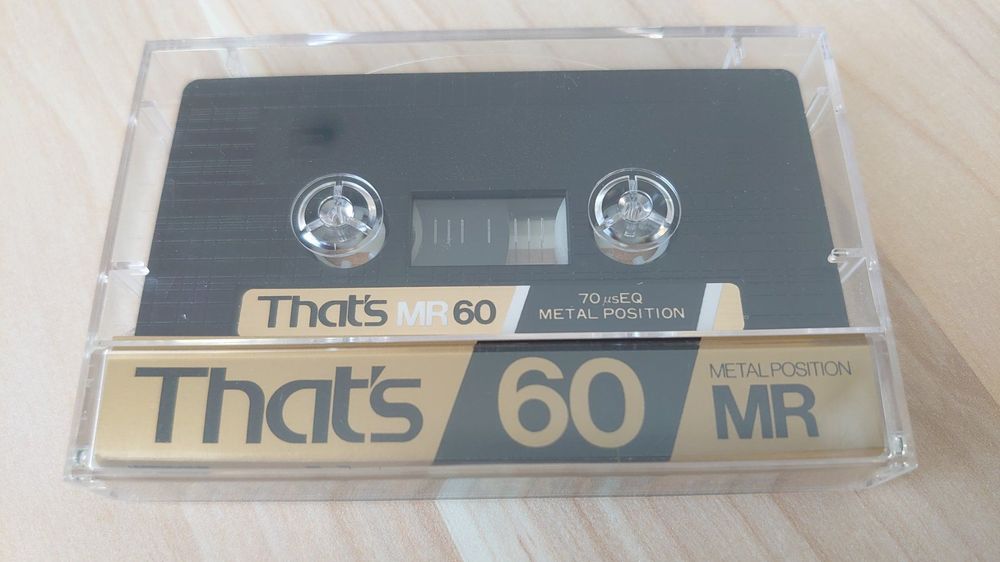 That's MR 60
70 μsEQ
METAL POSITION
That's 60
METAL POSITION
MR